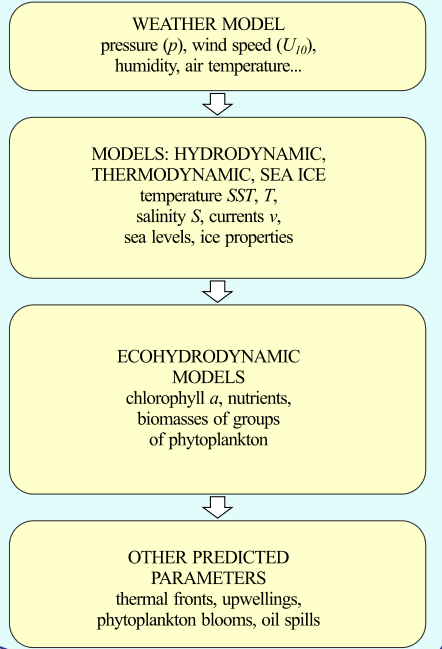 WEATHER MODEL
pressure (p), wind speed (U10),
humidity, air temperature...
MODELS: HYDRODYNAMIC,
THERMODYNAMIC, SEA ICE
temperature SST, T,
salinity S, currents v,
sea levels, ice properties
ECOHYDRODYNAMIC
MODELS
chlorophyll a, nutrients,
biomasses of groups
of phytoplankton
OTHER PREDICTED
PARAMETERS
thermal fronts, upwellings,
phytoplankton blooms, oil spills